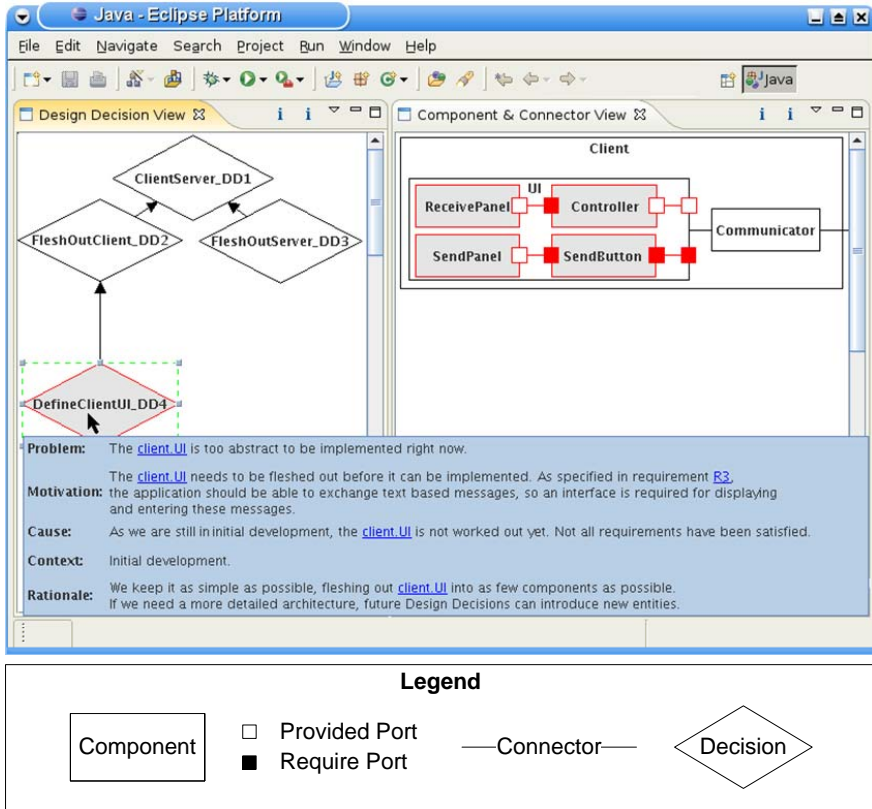 Java - Eclipse Platform
File Edit Navigate Search Project Run Window Help
Java
Design Decision View
ClientServer_DD1
FleshOutClient_DD2
FleshOutServer_DD3
DefineClientUI_DD4
Component & Connector View
Client
UI
ReceivePanel
Controller
Communicator
SendPanel
SendButton
Problem: The client.UI is too abstract to be implemented right now.
Motivation: The client.UI needs to be fleshed out before it can be implemented. As specified in requirement R3,
the application should be able to exchange text based messages, so an interface is required for displaying
and entering these messages.
Cause: As we are still in initial development, the client.UI is not worked out yet. Not all requirements have been satisfied.
Context: Initial development.
Rationale: We keep it as simple as possible, fleshing out client.UI into as few components as possible.
If we need a more detailed architecture, future Design Decisions can introduce new entities.
Legend
Component
Provided Port
Require Port
Connector
Decision